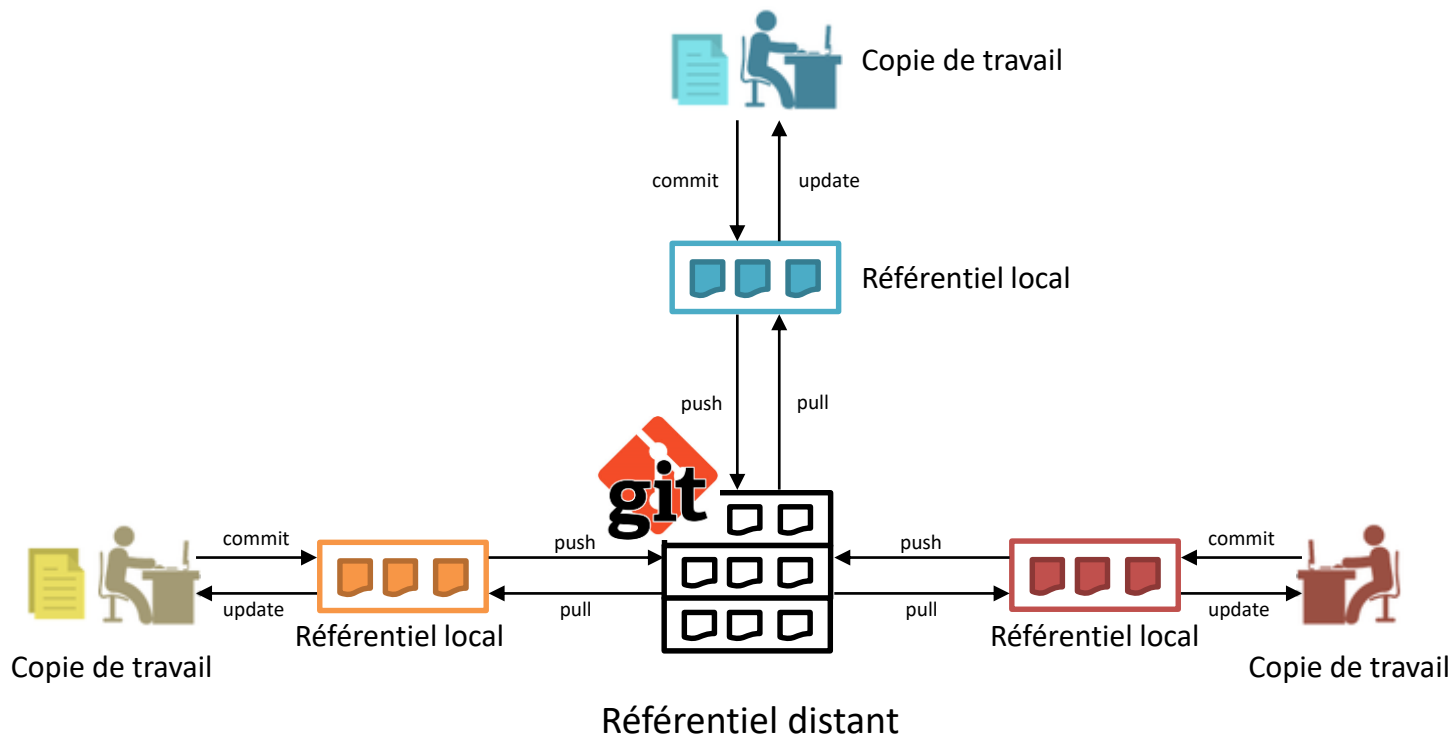 Copie de travail
commit
update
Référentiel local
push
pull
git
commit
update
push
pull
push
pull
commit
update
Référentiel local
Référentiel local
Copie de travail
Copie de travail
Référentiel distant